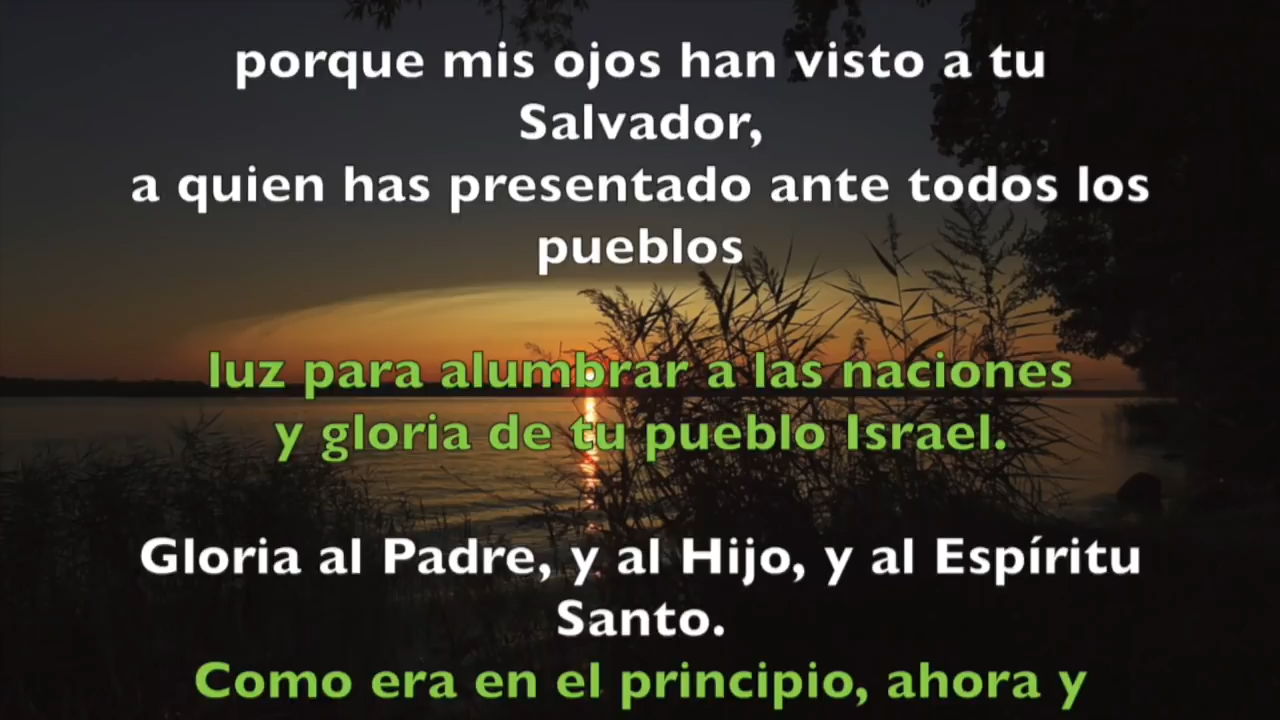 porque mis ojos han visto a tu
Salvador,
a quien has presentado ante todos los
pueblos
luz para alumbrar a las naciones
y gloria de tu pueblo Israel.
Gloria al Padre, y al Hijo, y al Espíritu
Santo.
Como era en el principio, ahora y